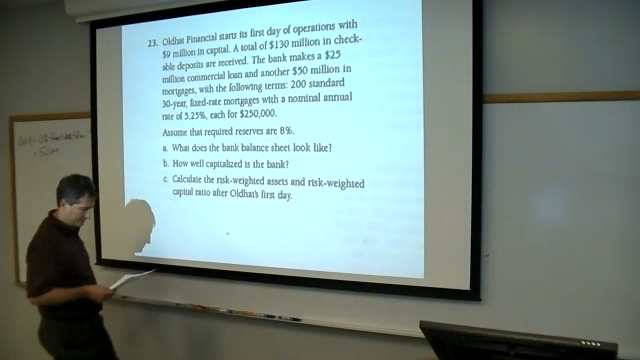 23. Oldhat Financial starts its first day of operations with
$9 million in capital. A total of $130 million in check-
able deposits are received. The bank makes a $25
million commercial loan and another $50 million in
mortgages, with the following terms: 200 standard
30-year, fixed-rate mortgages with a nominal annual
rate of 5.25%, each for $250,000.
Assume that required reserves are 8%.
a. What does the bank balance sheet look like?
b. How well capitalized is the bank?
c. Calculate the risk-weighted assets and risk-weighted
capital ratio after Oldhat's first day.